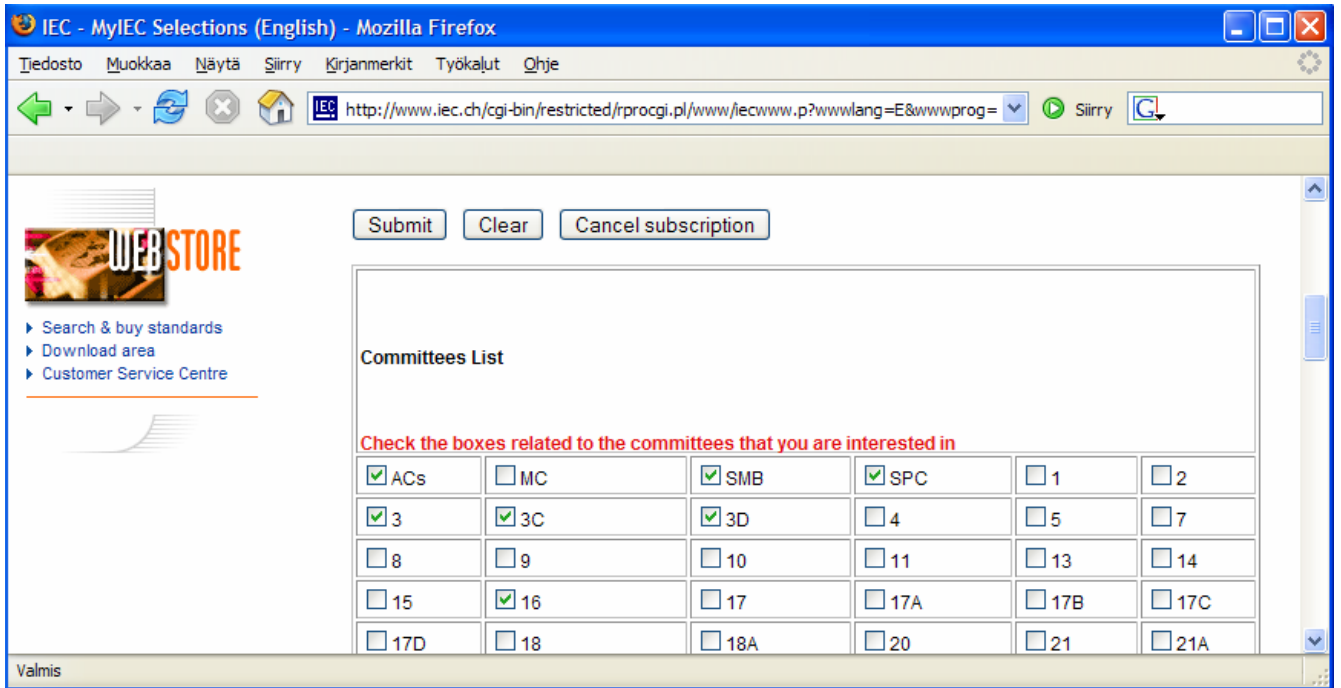 IEC - MyIEC Selections (English) - Mozilla Firefox
Tiedosto Muokkaa Näytä Siirry Kirjanmerkit Työkalut Ohje
IEC http://www.iec.ch/cgi-bin/restricted/rprocgi.pl/www/iecwww.p?wwwlang=E&wwwprog= Siirry G
WEBSTORE
Search & buy standards
Download area
Customer Service Centre
Submit Clear Cancel subscription
Committees List
Check the boxes related to the committees that you are interested in
ACs MC SMB SPC 1 2
3 3C 3D 4 5 7
8 9 10 11 13 14
15 16 17 17A 17B 17C
17D 18 18A 20 21 21A
Valmis